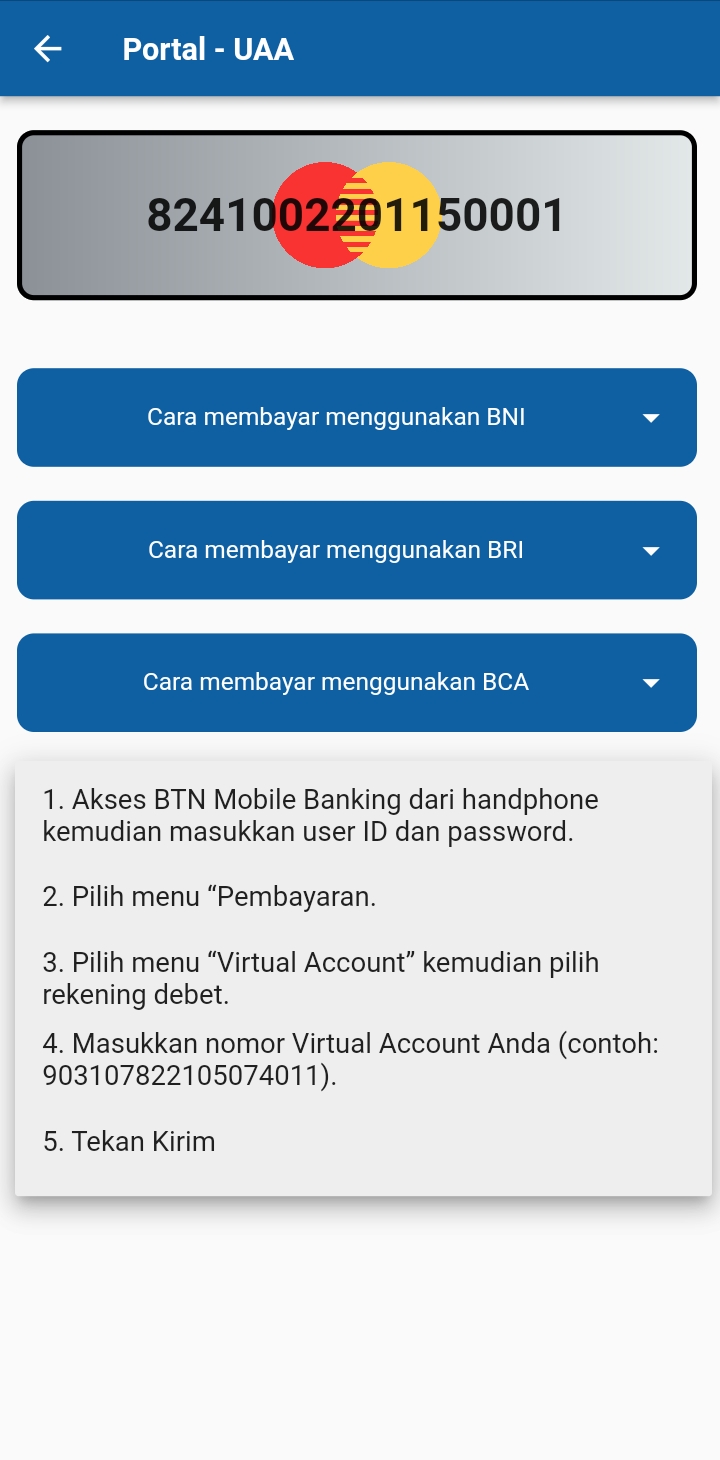 Portal - UAA
8241002201150001
Cara membayar menggunakan BNI
Cara membayar menggunakan BRI
Cara membayar menggunakan BCA
1. Akses BTN Mobile Banking dari handphone
kemudian masukkan user ID dan password.
2. Pilih menu “Pembayaran.
3. Pilih menu “Virtual Account” kemudian pilih
rekening debet.
4. Masukkan nomor Virtual Account Anda (contoh:
903107822105074011).
5. Tekan Kirim